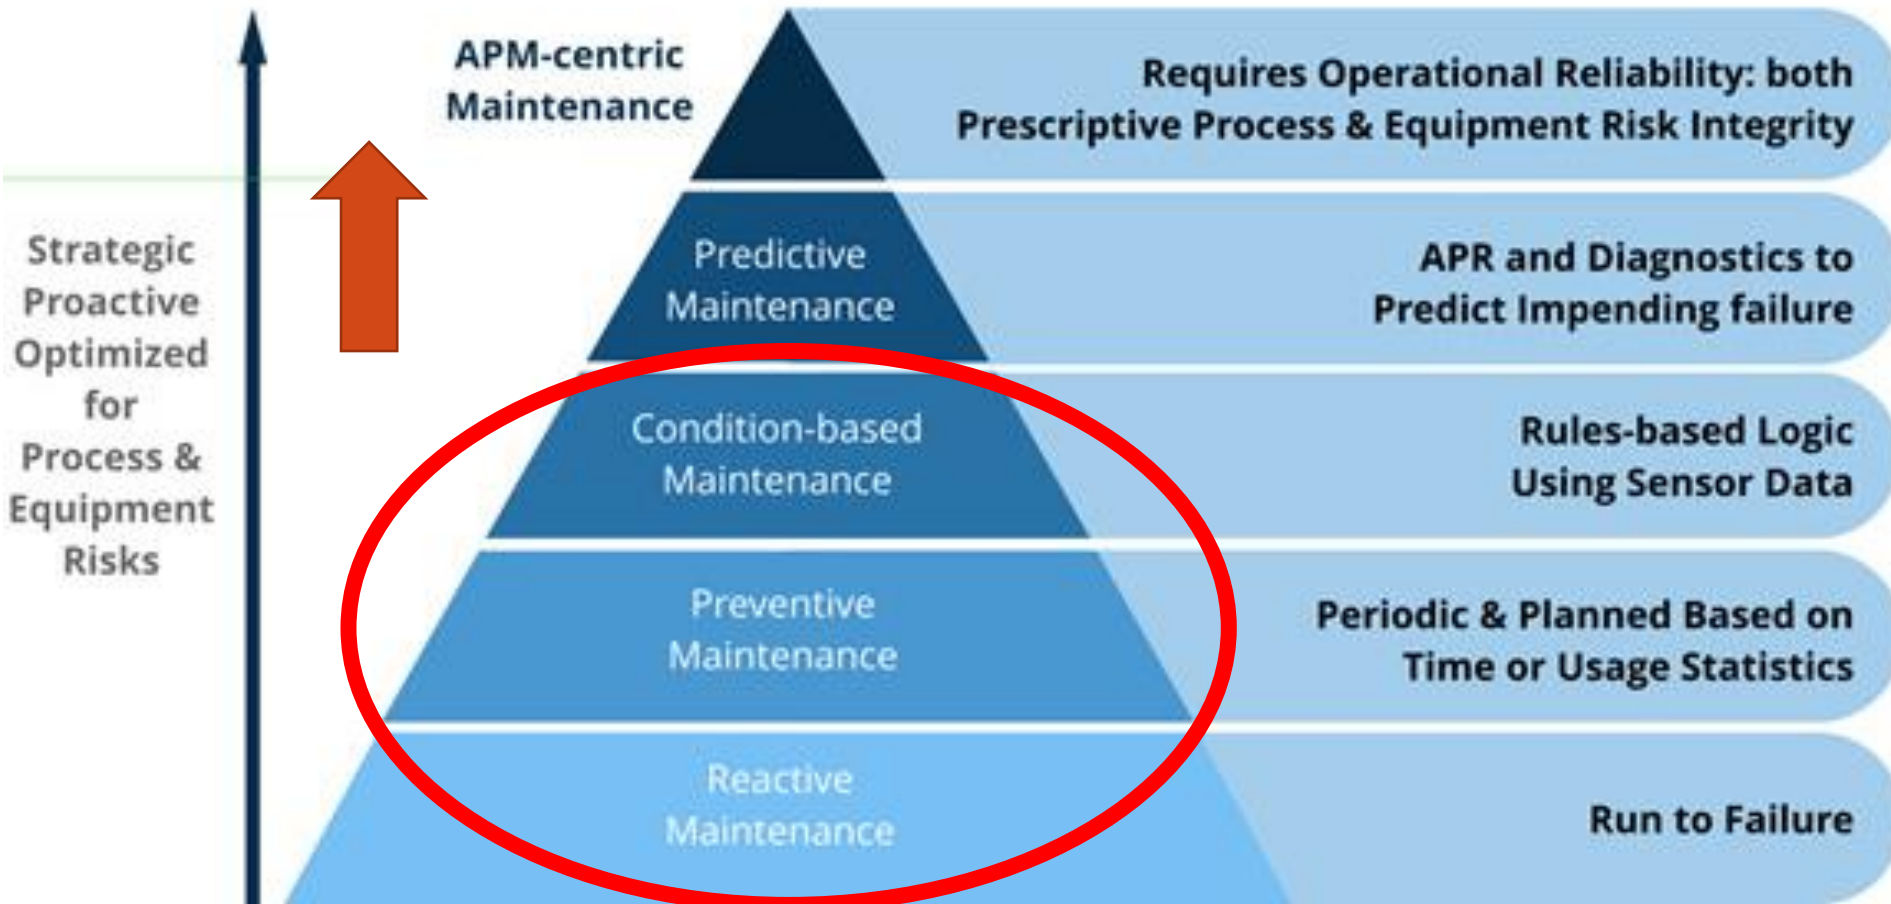 APM-centric
Maintenance
Requires Operational Reliability: both
Prescriptive Process & Equipment Risk Integrity
Strategic
Proactive
Optimized
for
Process &
Equipment
Risks
Predictive
Maintenance
APR and Diagnostics to
Predict Impending failure
Condition-based
Maintenance
Rules-based Logic
Using Sensor Data
Preventive
Maintenance
Periodic & Planned Based on
Time or Usage Statistics
Reactive
Maintenance
Run to Failure